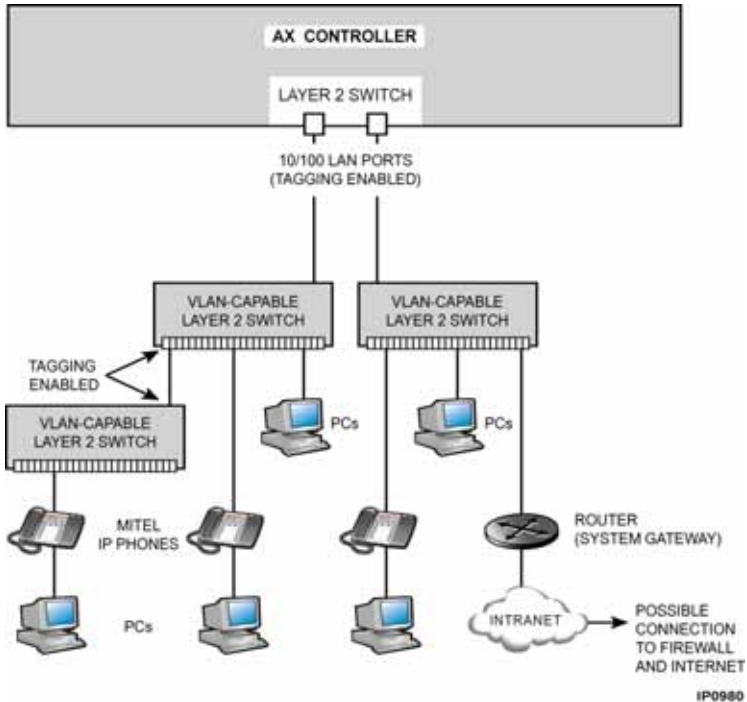 AX CONTROLLER
LAYER 2 SWITCH
10/100 LAN PORTS
(TAGGING ENABLED)
VLAN-CAPABLE
LAYER 2 SWITCH
VLAN-CAPABLE
LAYER 2 SWITCH
TAGGING
ENABLED
VLAN-CAPABLE
LAYER 2 SWITCH
PCs
PCs
MITEL
IP PHONES
ROUTER
(SYSTEM GATEWAY)
PCs
INTRANET
POSSIBLE
CONNECTION
TO FIREWALL
AND INTERNET
IP0980